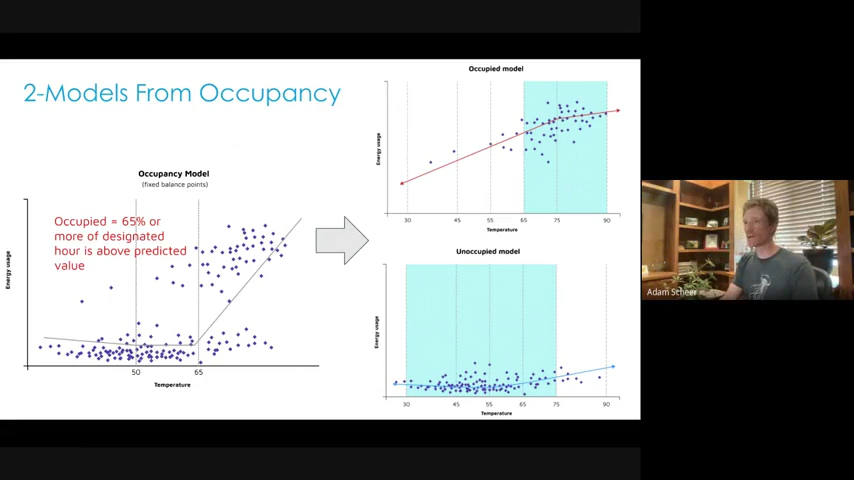 2-Models From Occupancy
Occupancy Model
(fixed balance points)
Occupied = 65% or
more of designated
hour is above predicted
value
Energy usage
50
65
Temperature
Occupied model
Energy usage
30
45
55
65
75
90
Temperature
Unoccupied model
Energy usage
30
45
55
65
75
90
Temperature
Adam Scheer